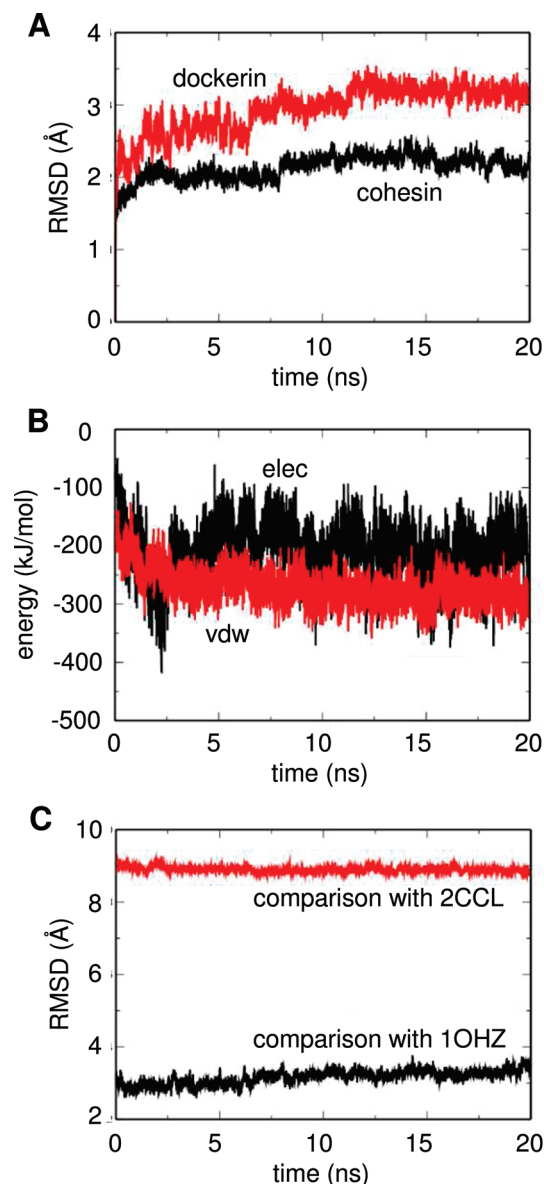 A
4
dockerin
3
RMSD (Å)
2
cohesin
1
0
0 5 10 15 20
time (ns)
B
0
elec
-100
-200
energy (kJ/mol)
-300
vdw
-400
-500
0 5 10 15 20
time (ns)
C
10
8
comparison with 2CCL
RMSD (Å)
6
4
comparison with 1OHZ
2
0 5 10 15 20
time (ns)